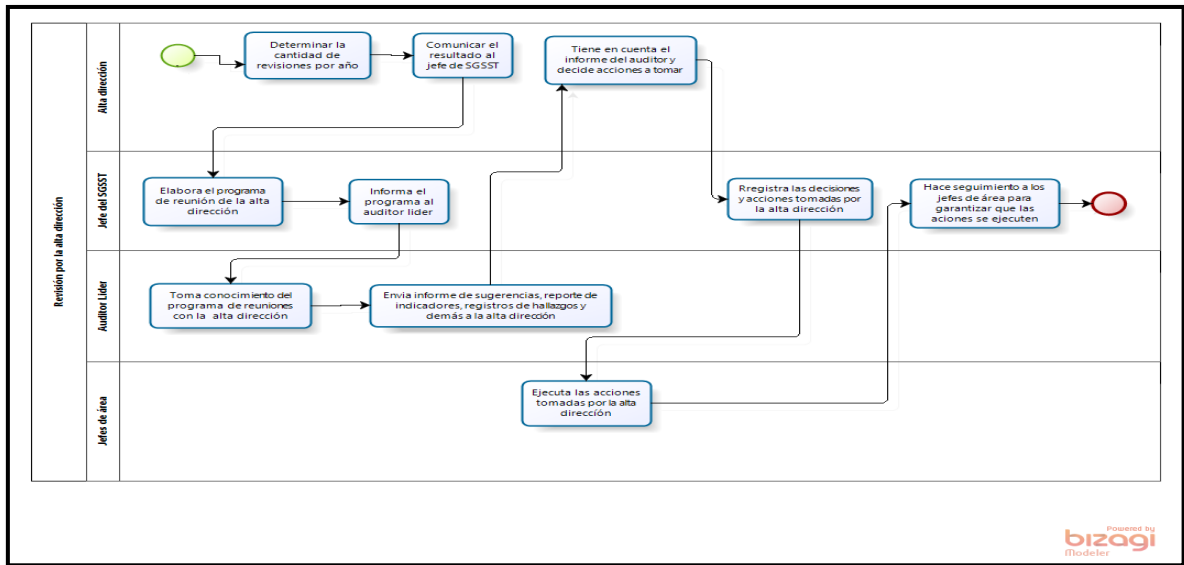 Revisión por la alta dirección
Alta dirección
Determinar la
cantidad de
revisiones por año
Comunicar el
resultado al
jefe de SGSST
Tiene en cuenta el
informe del auditor y
decide acciones a tomar
Jefe del SGSST
Elabora el programa
de reunión de la alta
dirección
Informa el
programa al
auditor lider
Rregistra las decisiones
y acciones tomadas por
la alta dirección
Hace seguimiento a los
jefes de área para
garantizar que las
aciones se ejecuten
Auditor Lider
Toma conocimiento del
programa de reuniones
con la alta dirección
Envia informe de sugerencias, reporte de
indicadores, registros de hallazgos y
demás a la alta dirección
Jefes de área
Ejecuta las acciones
tomadas por la alta
dirección
Powered by
bizagi
Modeler